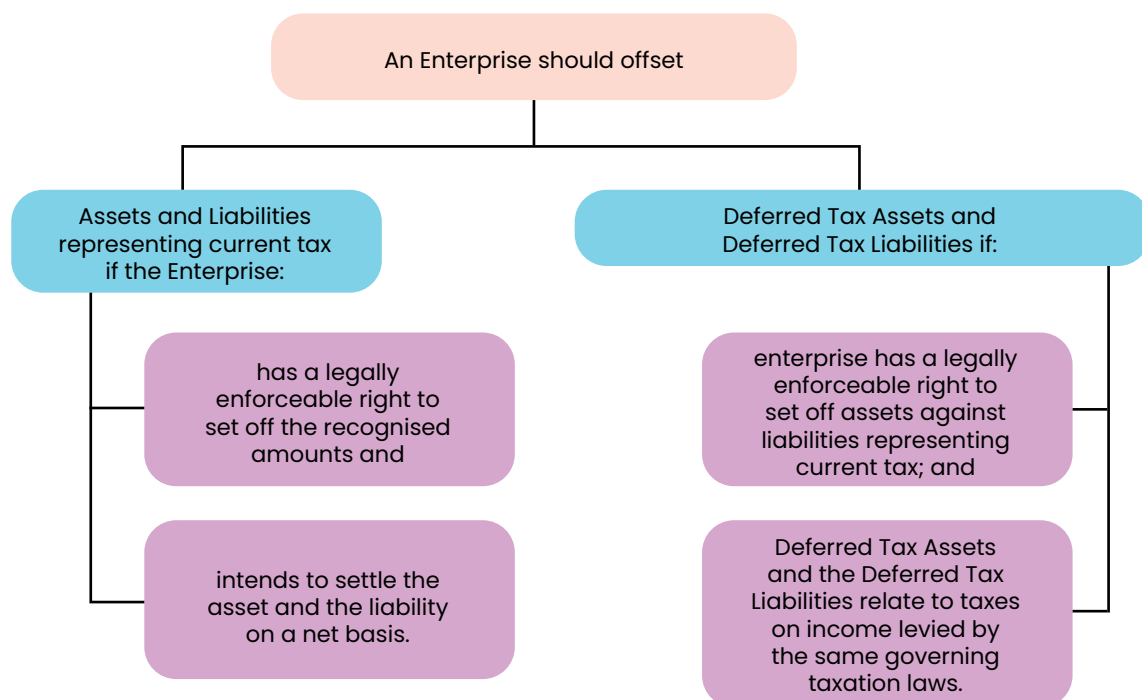 An Enterprise should offset
Assets and Liabilities
representing current tax
if the Enterprise:
has a legally
enforceable right to
set off the recognised
amounts and
intends to settle the
asset and the liability
on a net basis.
Deferred Tax Assets and
Deferred Tax Liabilities if:
enterprise has a legally
enforceable right to
set off assets against
liabilities representing
current tax; and
Deferred Tax Assets
and the Deferred Tax
Liabilities relate to taxes
on income levied by
the same governing
taxation laws.